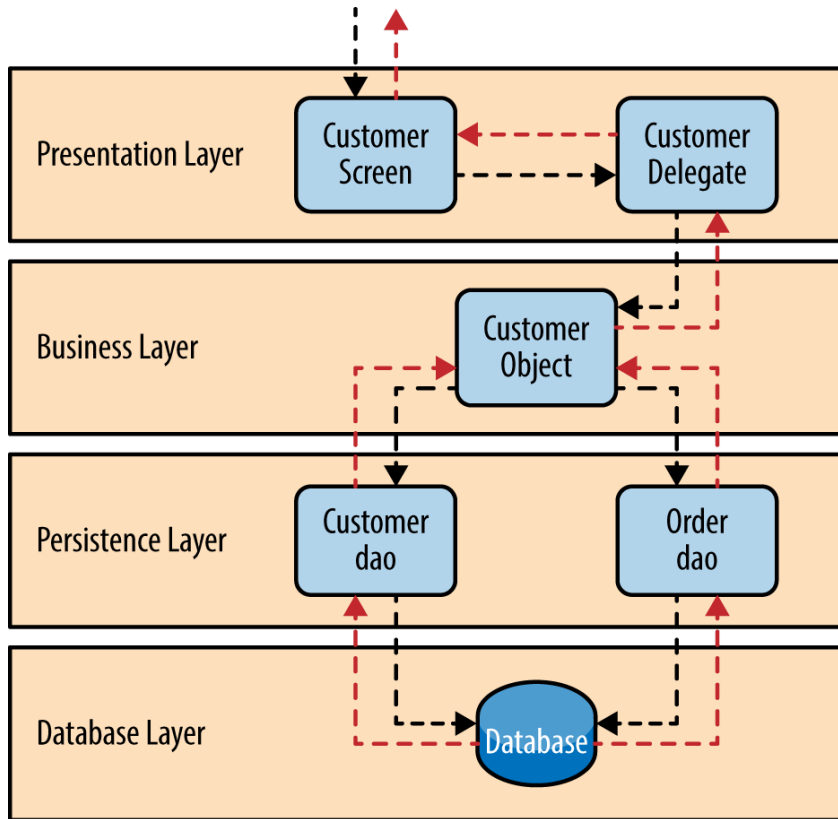 Presentation Layer
Customer
Screen
Customer
Delegate
Business Layer
Customer
Object
Persistence Layer
Customer
dao
Order
dao
Database Layer
Database